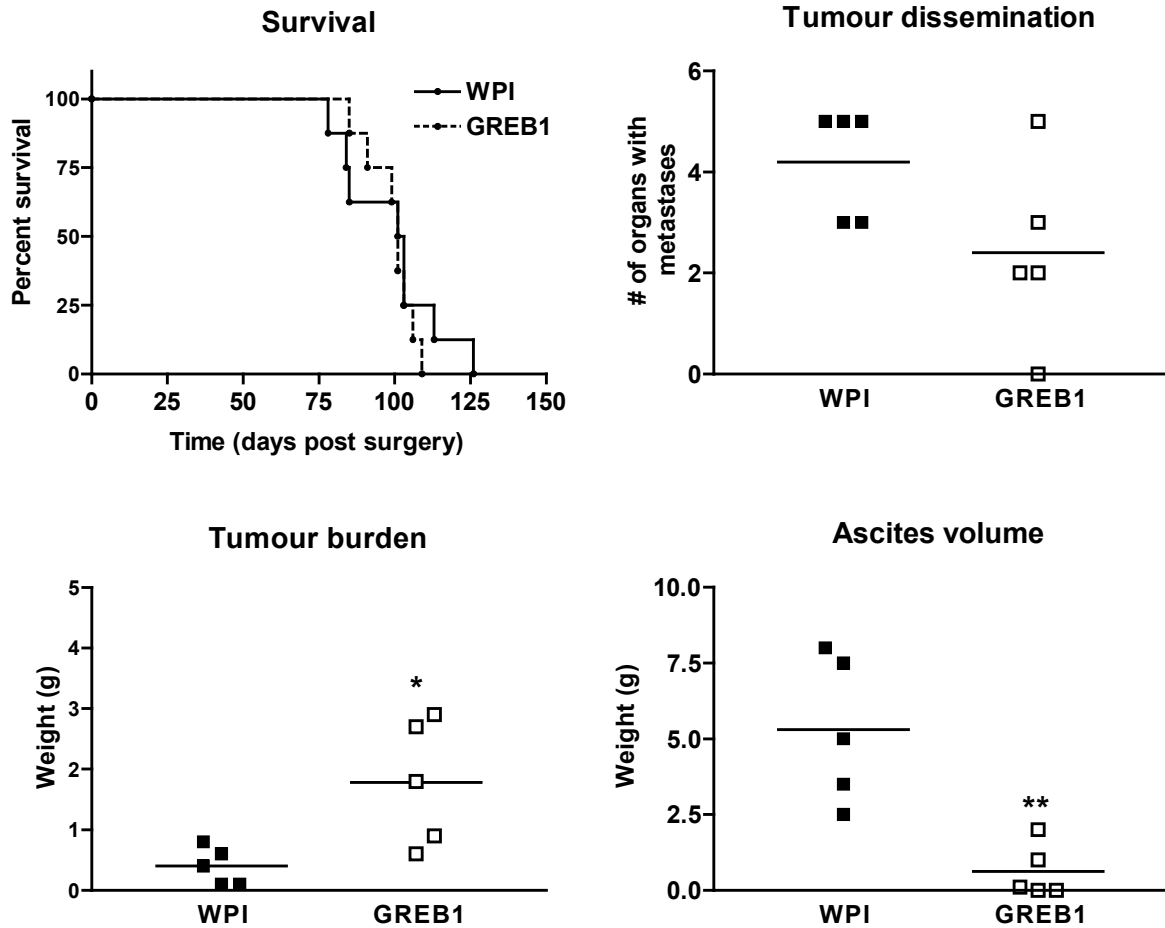 Survival
WPI
GREB1
100
75
50
25
0
Percent survival
0 25 50 75 100 125 150
Time (days post surgery)
Tumour dissemination
6
4
2
0
# of organs with
metastases
WPI GREB1
Tumour burden
5
4
3
2
1
0
Weight (g)
*
WPI GREB1
Ascites volume
10.0
7.5
5.0
2.5
0.0
Weight (g)
**
WPI GREB1